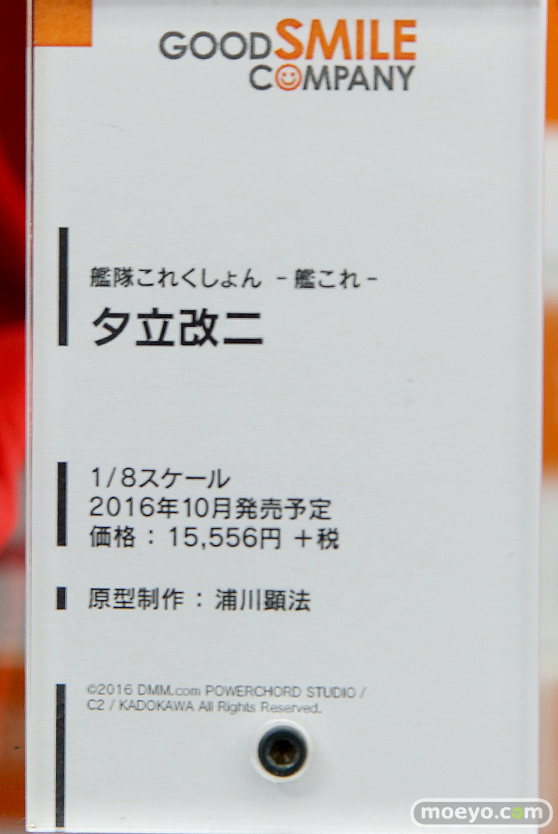 GOODSMILE
COMPANY
艦隊これくしょん －艦これ－
夕立改二
1/8スケール
2016年10月発売予定
価格：15,556円＋税
原型制作：浦川顕法
©2016 DMM.com POWERCHORD STUDIO /
C2 / KADOKAWA All Rights Reserved.
moeyo.com